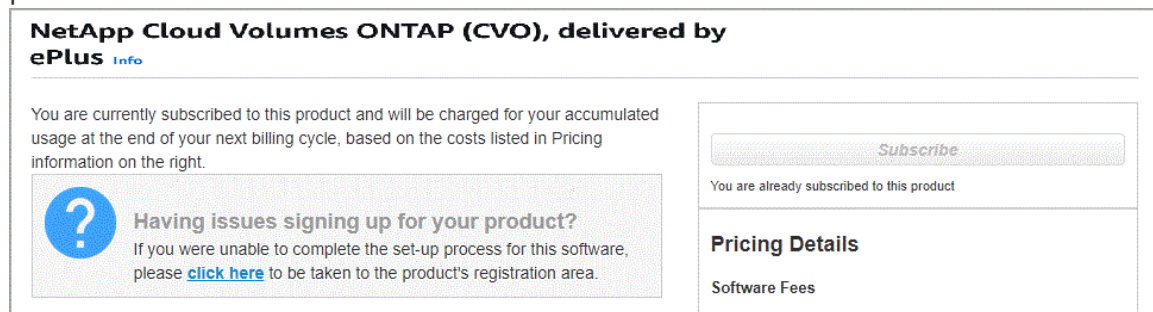 NetApp Cloud Volumes ONTAP (CVO), delivered by
ePlus Info
You are currently subscribed to this product and will be charged for your accumulated
usage at the end of your next billing cycle, based on the costs listed in Pricing
information on the right.
?
Having issues signing up for your product?
If you were unable to complete the set-up process for this software,
please click here to be taken to the product's registration area.
Subscribe
You are already subscribed to this product
Pricing Details
Software Fees